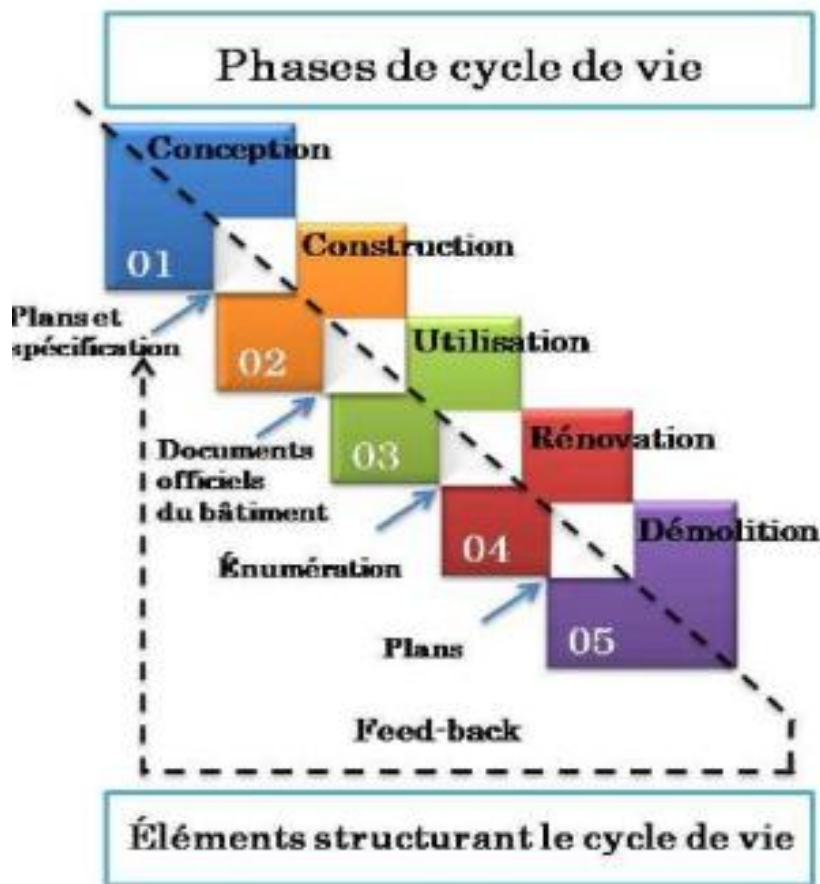 Phases de cycle de vie
Conception
01
Construction
Plans et
spécification
02
Utilisation
Documents
officiels
du bâtiment
03
Rénovation
Énumération
04
Démolition
Plans
05
Feed-back
Éléments structurant le cycle de vie